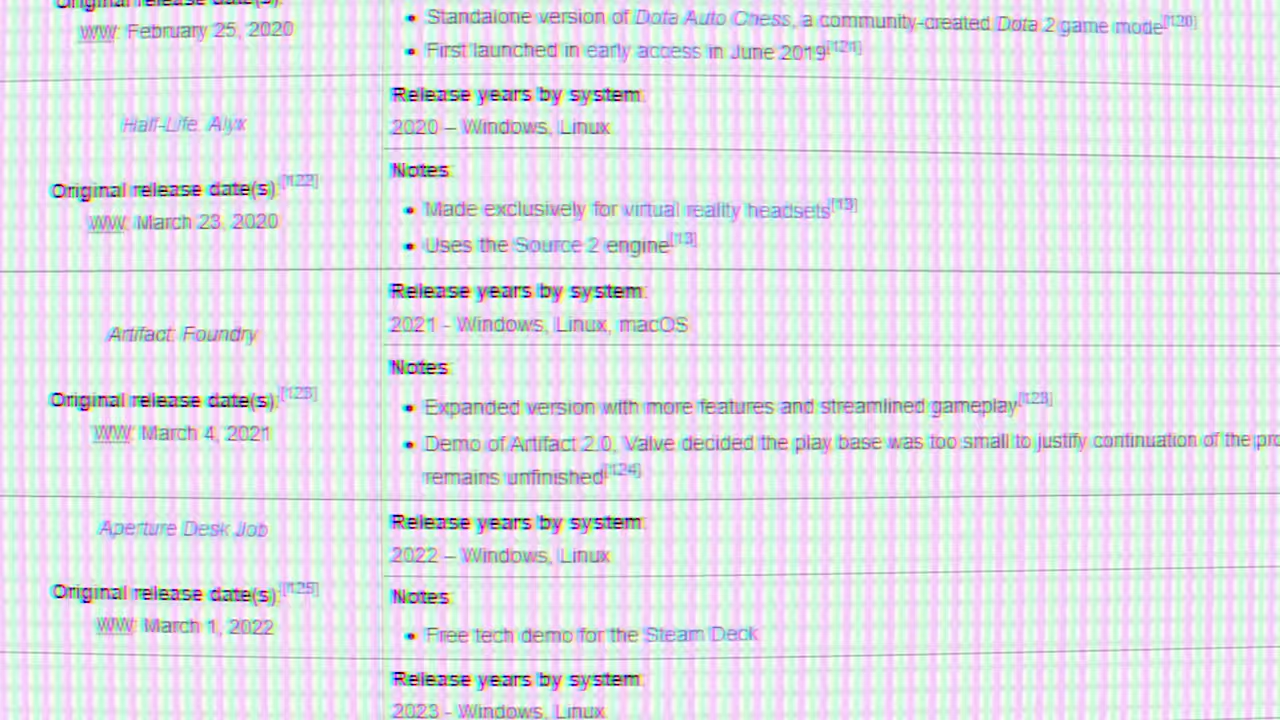 Original release date(s):
WW: February 25, 2020
• Standalone version of Dota Auto Chess, a community-created Dota 2 game mode[120]
• First launched in early access in June 2019[121]
Half-Life: Alyx
Original release date(s):[122]
WW: March 23, 2020
Release years by system:
2020 – Windows, Linux
Notes:
• Made exclusively for virtual reality headsets[13]
• Uses the Source 2 engine[13]
Artifact: Foundry
Original release date(s):[123]
WW: March 4, 2021
Release years by system:
2021 - Windows, Linux, macOS
Notes:
• Expanded version with more features and streamlined gameplay[123]
• Demo of Artifact 2.0, Valve decided the play base was too small to justify continuation of the pro
remains unfinished[124]
Aperture Desk Job
Original release date(s):[125]
WW: March 1, 2022
Release years by system:
2022 – Windows, Linux
Notes:
• Free tech demo for the Steam Deck
Release years by system:
2023 - Windows, Linux